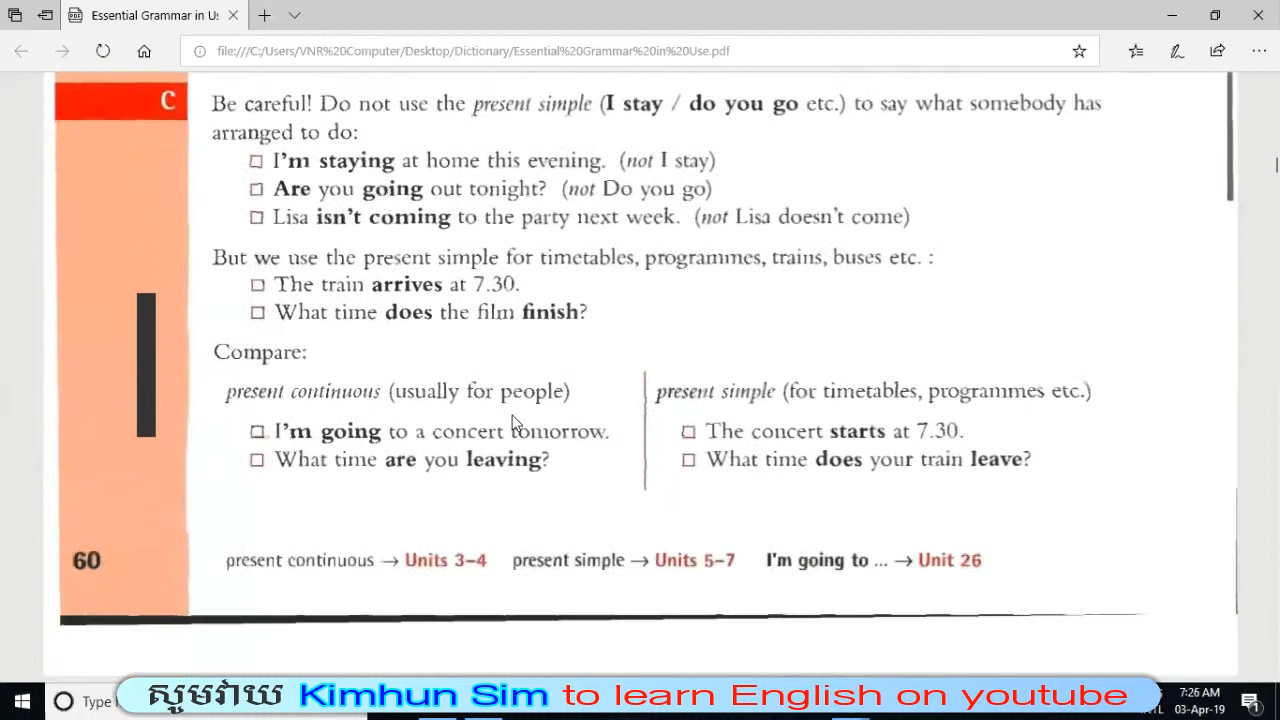 Essential Grammar in Us
file:///C:/Users/VNR%20Computer/Desktop/Dictionary/Essential%20Grammar%20in%20Use.pdf
C
Be careful! Do not use the present simple (I stay / do you go etc.) to say what somebody has
arranged to do:
I'm staying at home this evening. (not I stay)
Are you going out tonight? (not Do you go)
Lisa isn't coming to the party next week. (not Lisa doesn't come)
But we use the present simple for timetables, programmes, trains, buses etc. :
The train arrives at 7.30.
What time does the film finish?
Compare:
present continuous (usually for people)
I'm going to a concert tomorrow.
What time are you leaving?
present simple (for timetables, programmes etc.)
The concert starts at 7.30.
What time does your train leave?
60
present continuous → Units 3–4 present simple → Units 5–7 I'm going to ... → Unit 26
Type
សូមវាយ Kimhun Sim to learn English on youtube
7:26 AM
03-Apr-19
1